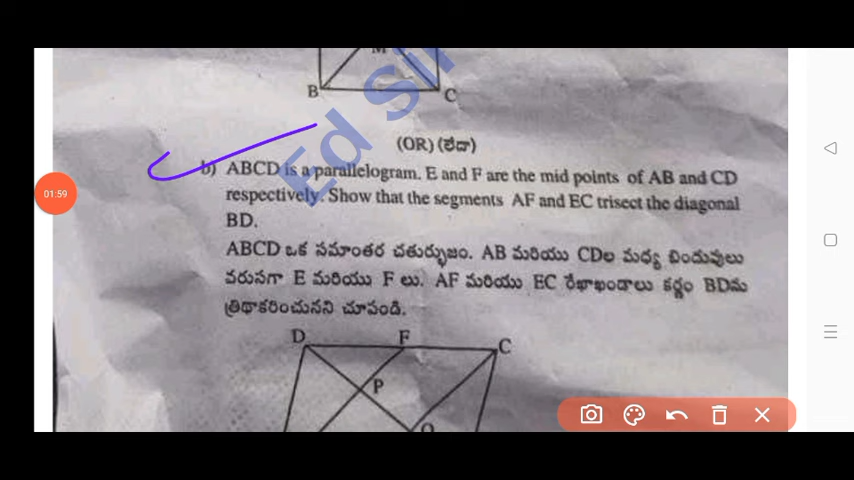 M
B
C
Ed
(OR) (లేదా)
b) ABCD is a parallelogram. E and F are the mid points of AB and CD
respectively. Show that the segments AF and EC trisect the diagonal
BD.
ABCD ఒక సమాంతర చతుర్భుజం. AB మరియు CDల మధ్య బిందువులు
వరుసగా E మరియు F లు. AF మరియు EC రేఖాఖండాలు కర్ణం BDను
త్రిథాకరించునని చూపండి.
D
F
C
P
Q
01:59